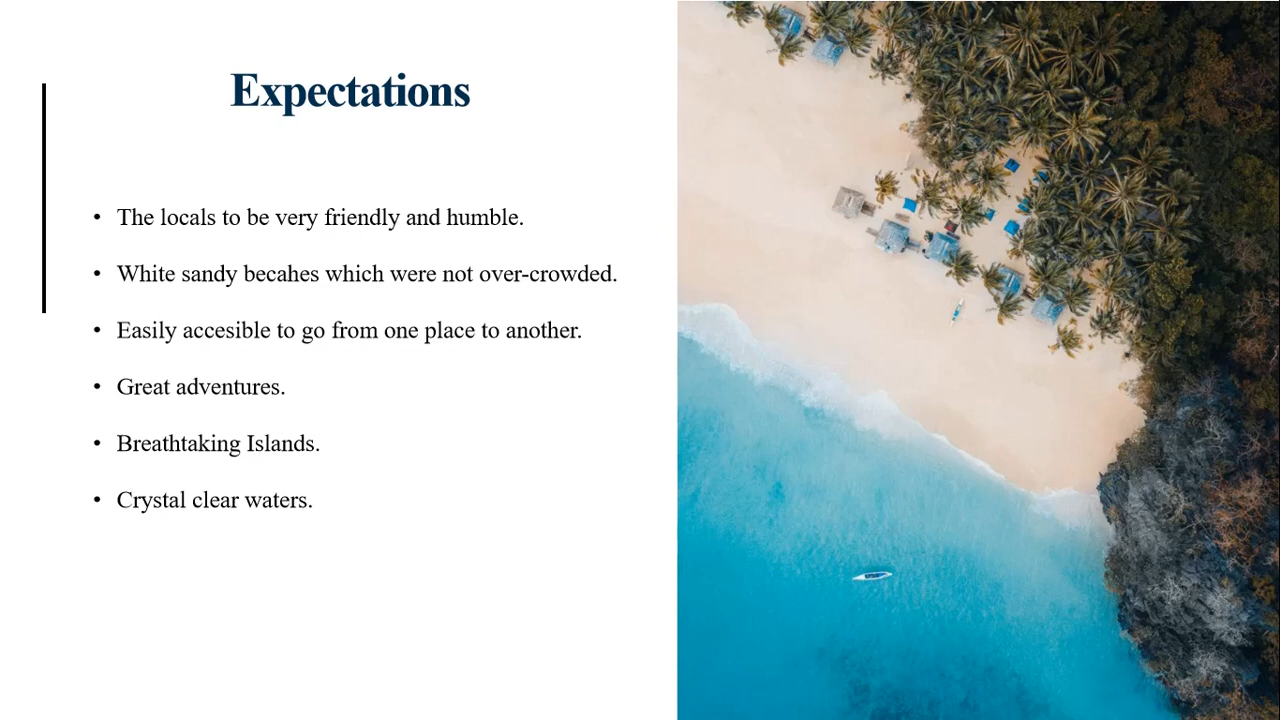 Expectations
• The locals to be very friendly and humble.
• White sandy becahes which were not over-crowded.
• Easily accesible to go from one place to another.
• Great adventures.
• Breathtaking Islands.
• Crystal clear waters.